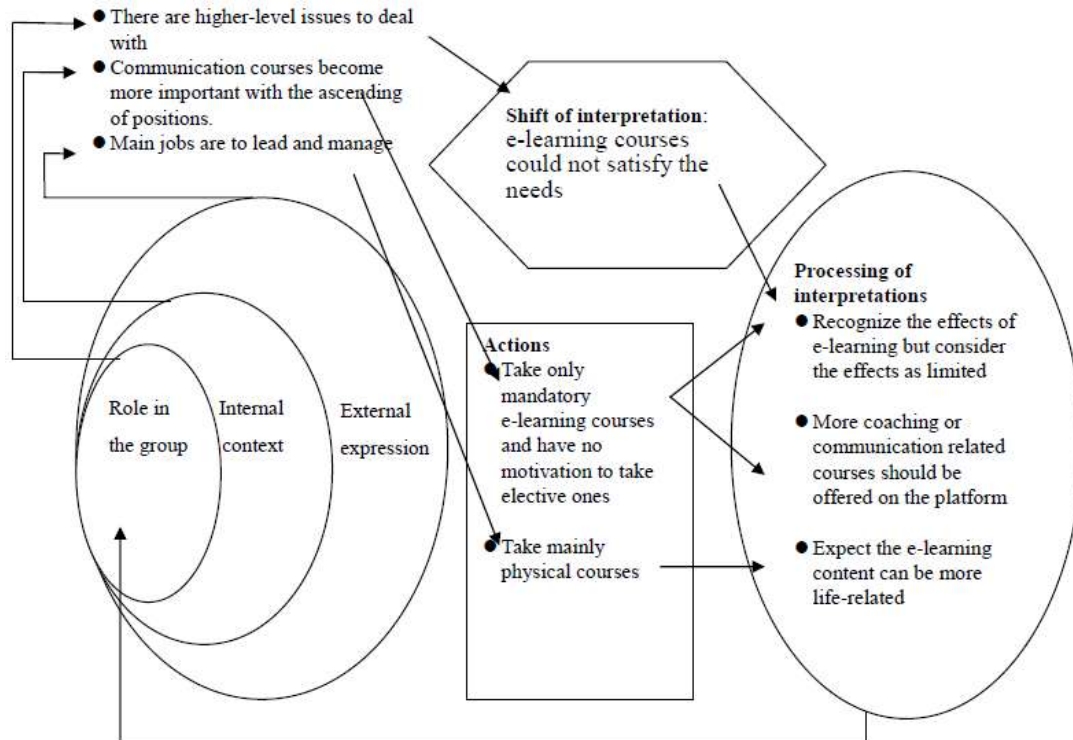 ● There are higher-level issues to deal
with
● Communication courses become
more important with the ascending
of positions.
● Main jobs are to lead and manage
Shift of interpretation:
e-learning courses
could not satisfy the
needs
Role in
the group
Internal
context
External
expression
Actions
● Take only
mandatory
e-learning courses
and have no
motivation to take
elective ones
● Take mainly
physical courses
Processing of
interpretations
● Recognize the effects of
e-learning but consider
the effects as limited
● More coaching or
communication related
courses should be
offered on the platform
● Expect the e-learning
content can be more
life-related